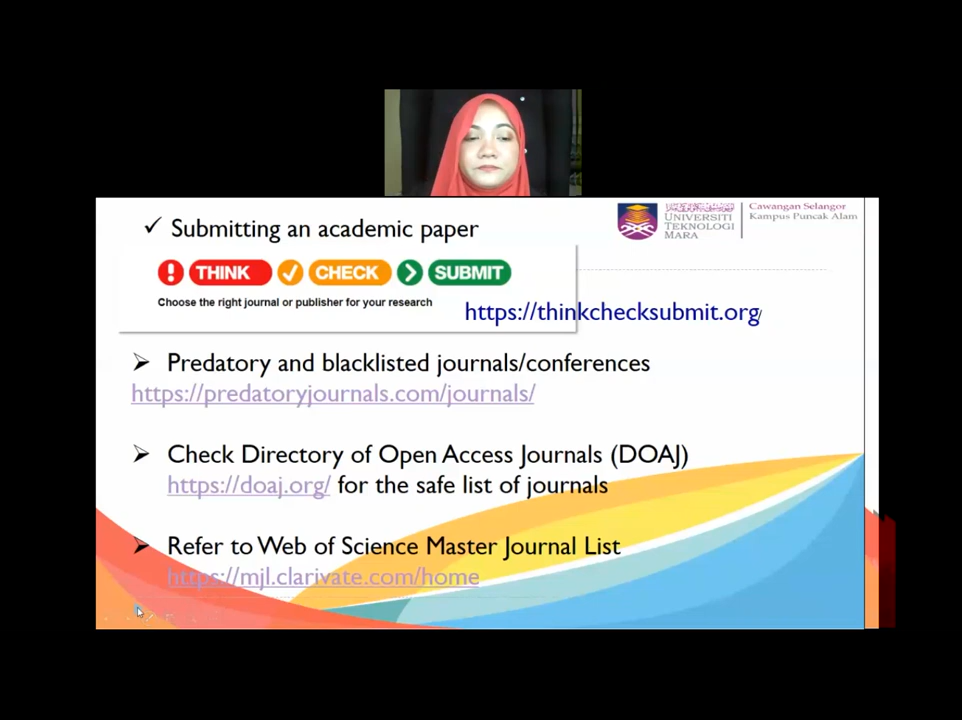 Submitting an academic paper
UNIVERSITI
TEKNOLOGI
MARA
Cawangan Selangor
Kampus Puncak Alam
! THINK ✓ CHECK > SUBMIT
Choose the right journal or publisher for your research
https://thinkchecksubmit.org/
Predatory and blacklisted journals/conferences
https://predatoryjournals.com/journals/
Check Directory of Open Access Journals (DOAJ)
https://doaj.org/ for the safe list of journals
Refer to Web of Science Master Journal List
https://mjl.clarivate.com/home